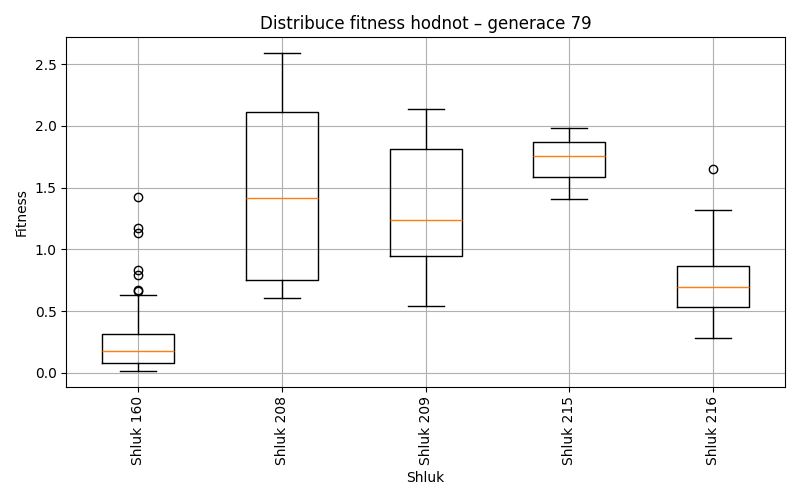 Distribuce fitness hodnot – generace 79
Fitness
2.5
2.0
1.5
1.0
0.5
0.0
Shluk 160
Shluk 208
Shluk 209
Shluk 215
Shluk 216
Shluk